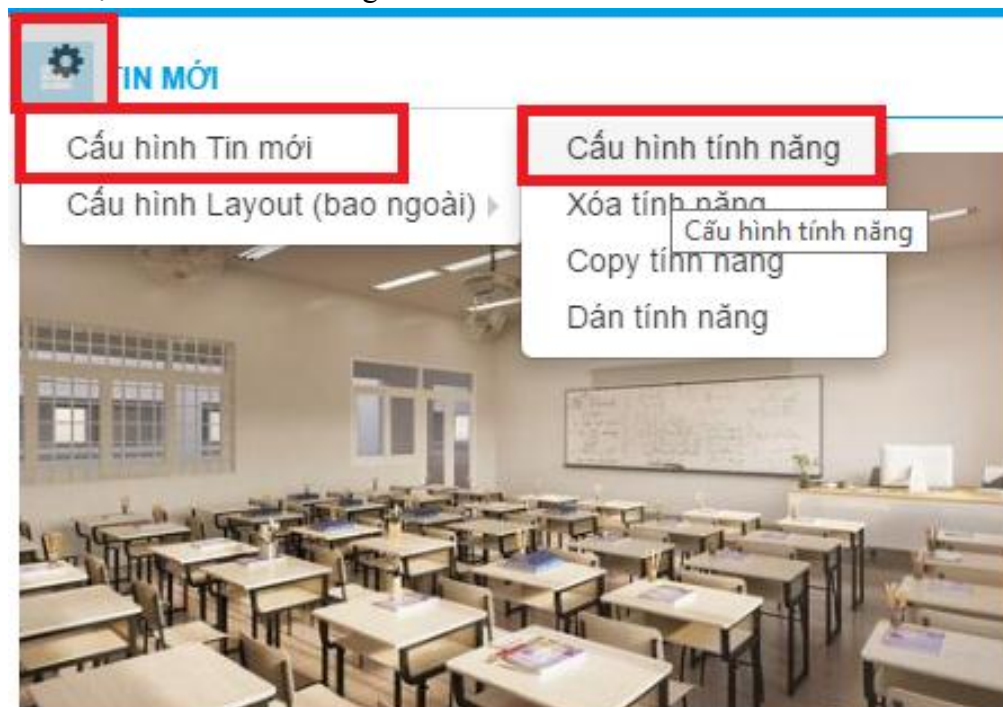 TIN MỚI
Cấu hình Tin mới
Cấu hình tính năng
Cấu hình Layout (bao ngoài)
Xóa tính năng
Cấu hình tính năng
Copy tính năng
Dán tính năng